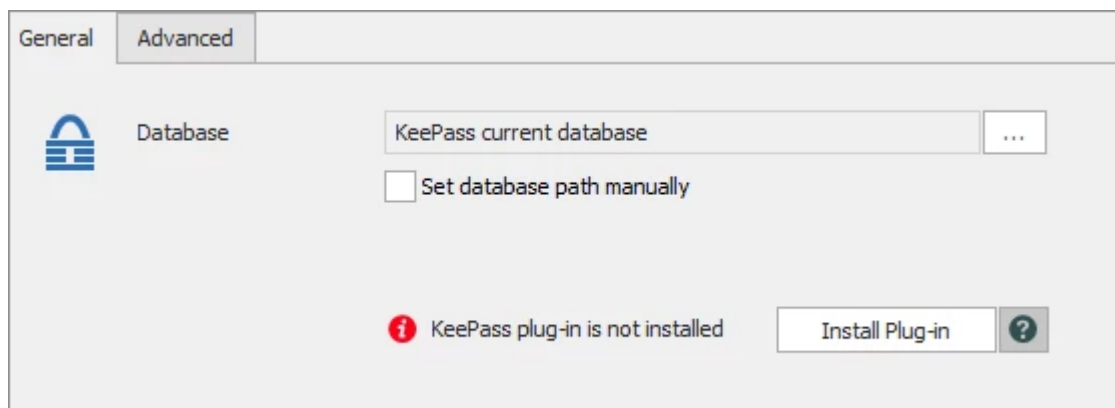 General Advanced
Database KeePass current database ...
Set database path manually
KeePass plug-in is not installed Install Plug-in ?